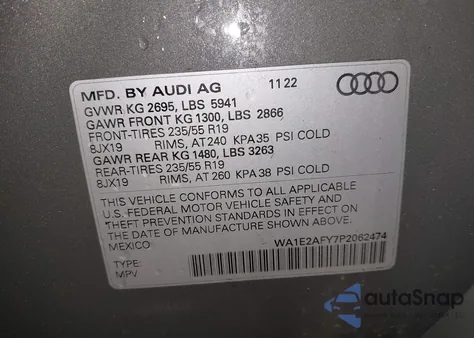 MFD. BY AUDI AG 11 22
GVWR KG 2695, LBS 5941
GAWR FRONT KG 1300, LBS 2866
FRONT-TIRES 235/55 R19
8JX19 RIMS, AT 240 KPA 35 PSI COLD
GAWR REAR KG 1480, LBS 3263
REAR-TIRES 235/55 R19
8JX19 RIMS, AT 260 KPA 38 PSI COLD
THIS VEHICLE CONFORMS TO ALL APPLICABLE
U.S. FEDERAL MOTOR VEHICLE SAFETY AND
THEFT PREVENTION STANDARDS IN EFFECT ON
DATE OF MANUFACTURE SHOWN ABOVE.
MEXICO: WA1E2AFY7P2062474
TYPE:
MPV
autoSnap